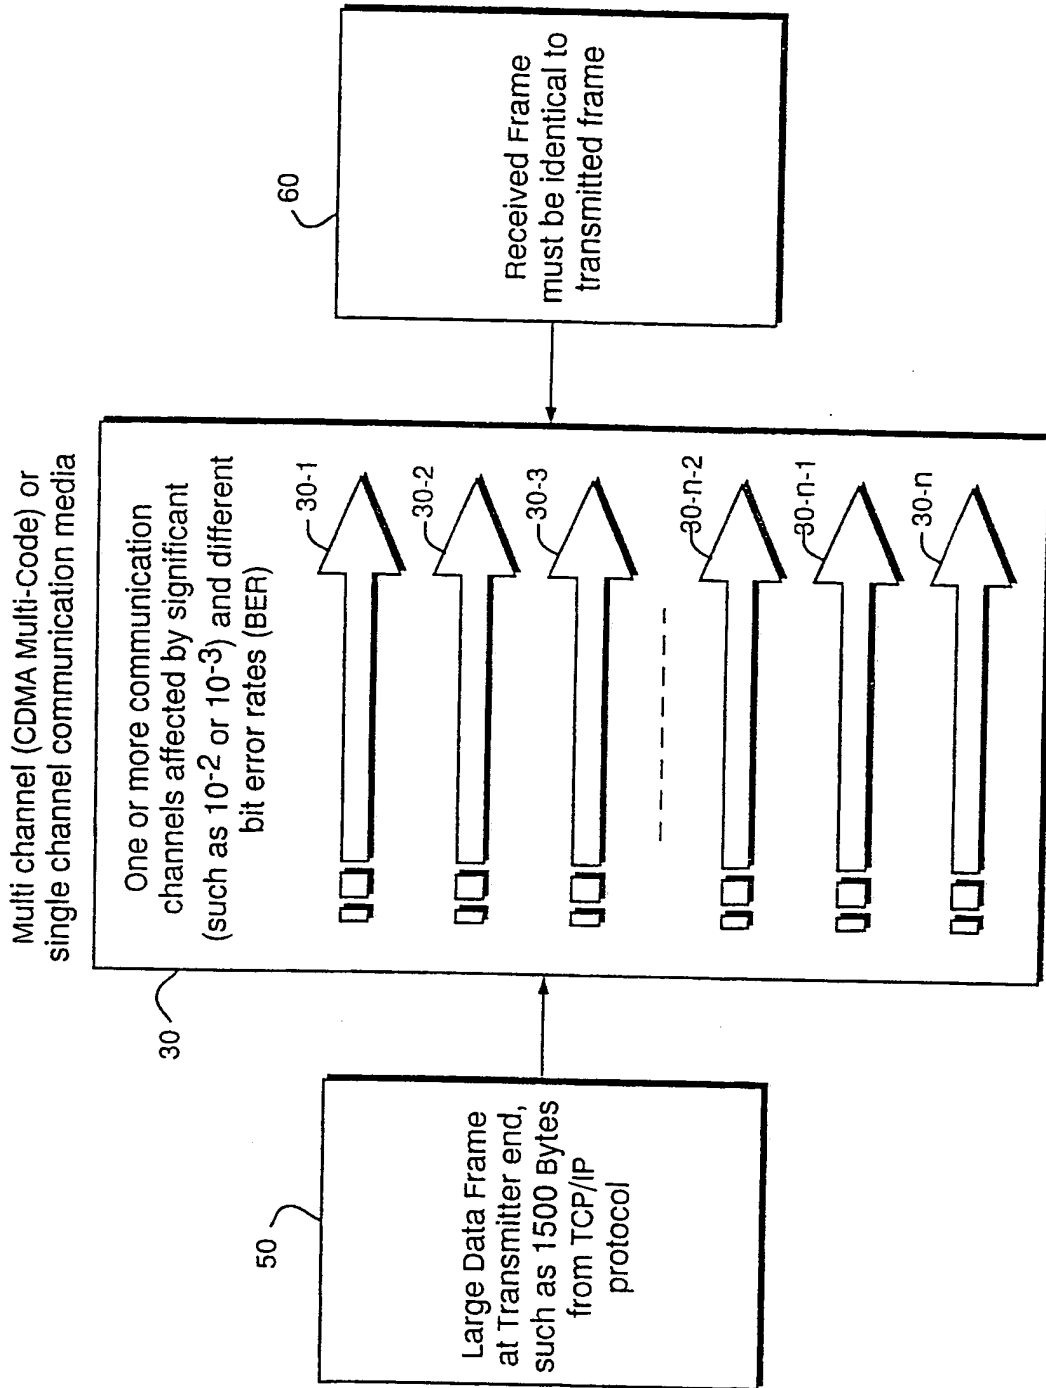 Multi channel (CDMA Multi-Code) or
single channel communication media
30
One or more communication
channels affected by significant
(such as 10-2 or 10-3) and different
bit error rates (BER)
30-1
30-2
30-3
30-n-2
30-n-1
30-n
50
Large Data Frame
at Transmitter end,
such as 1500 Bytes
from TCP/IP
protocol
60
Received Frame
must be identical to
transmitted frame